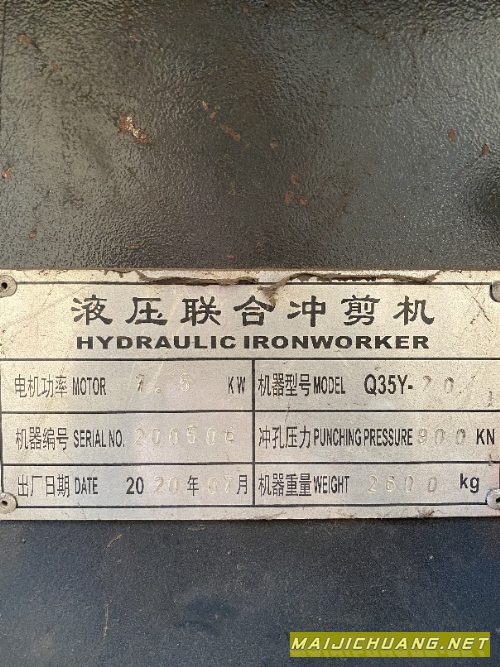 液压联合冲剪机
HYDRAULIC IRONWORKER
电机功率 MOTOR 7.5 KW 机器型号 MODEL Q35Y-20
机器编号 SERIAL NO. 200606 冲孔压力 PUNCHING PRESSURE 900 KN
出厂日期 DATE 2020年07月 机器重量 WEIGHT 2600 kg
MAIJICHUANG.NET